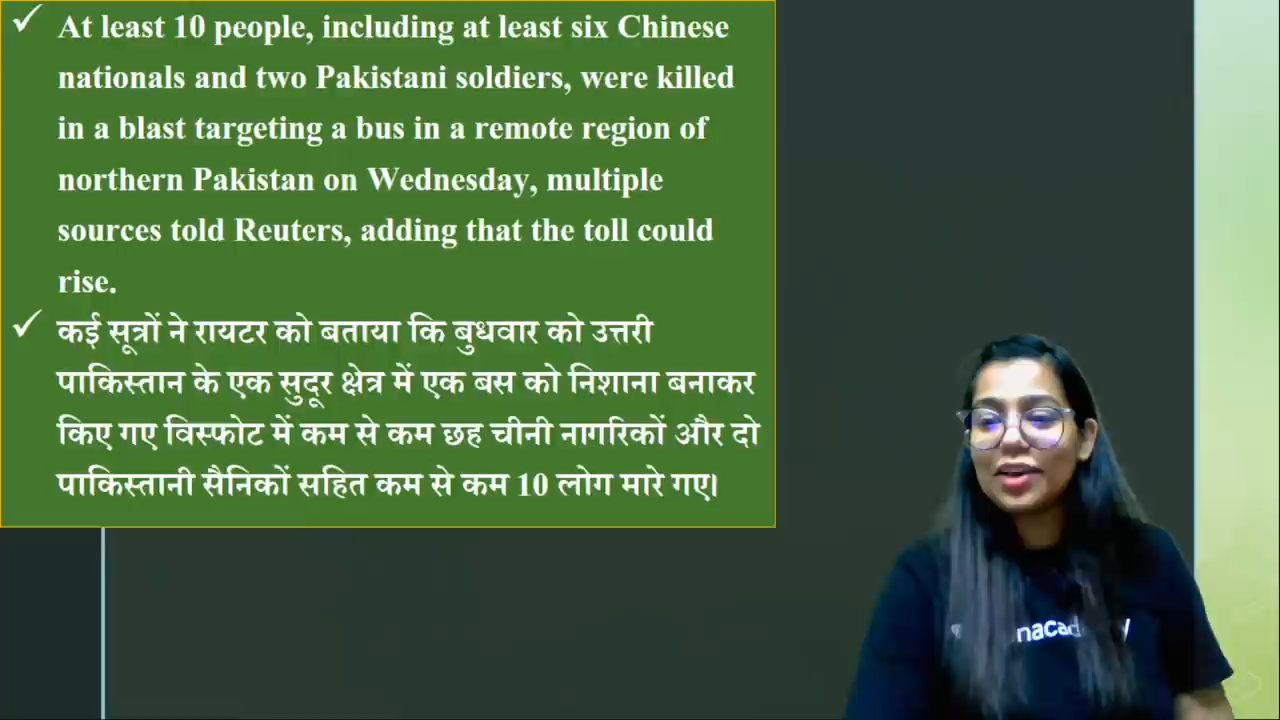 At least 10 people, including at least six Chinese
nationals and two Pakistani soldiers, were killed
in a blast targeting a bus in a remote region of
northern Pakistan on Wednesday, multiple
sources told Reuters, adding that the toll could
rise.
कई सूत्रों ने रायटर को बताया कि बुधवार को उत्तरी
पाकिस्तान के एक सुदूर क्षेत्र में एक बस को निशाना बनाकर
किए गए विस्फोट में कम से कम छह चीनी नागरिकों और दो
पाकिस्तानी सैनिकों सहित कम से कम 10 लोग मारे गए।